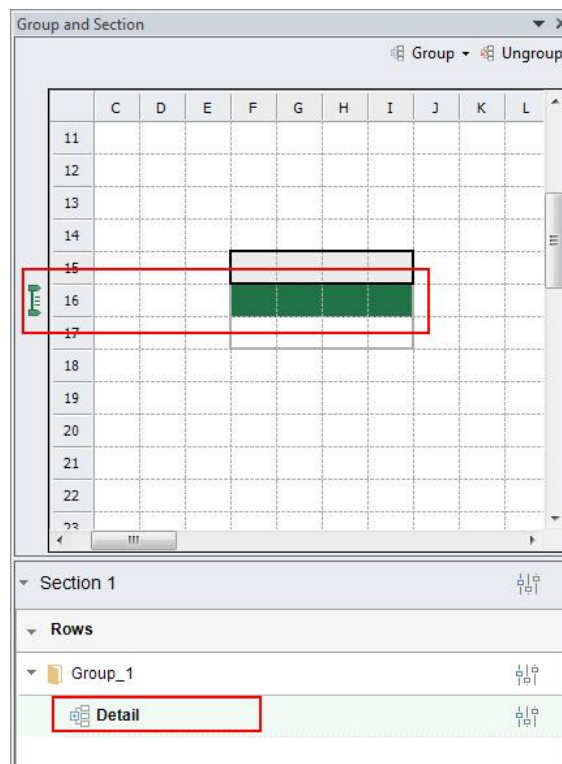 Group and Section
Group Ungroup
C D E F G H I J K L
11
12
13
14
15
16
17
18
19
20
21
22
23
Section 1
Rows
Group_1
Detail